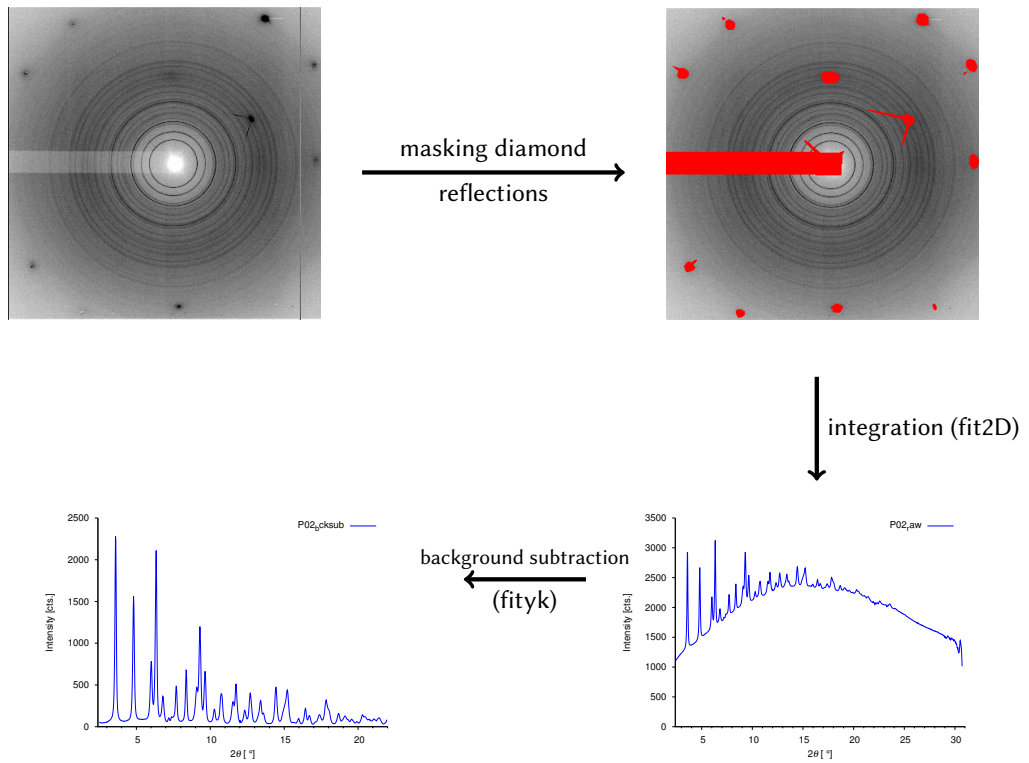 masking diamond
reflections
integration (fit2D)
background subtraction
(fityk)
P02_bcksub
2500
2000
1500
1000
500
0
Intensity [cts.]
5 10 15 20
2θ [ °]
P02_raw
3500
3000
2500
2000
1500
1000
500
0
Intensity [cts.]
5 10 15 20 25 30
2θ [ °]